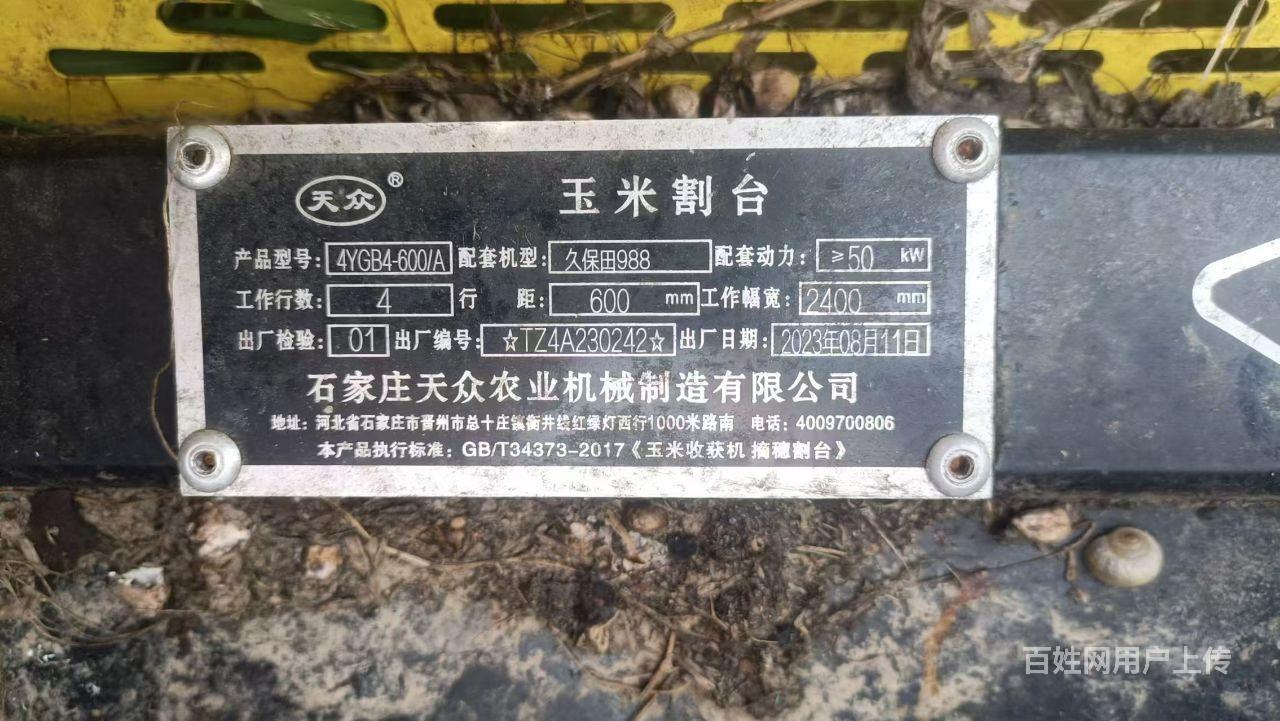 天众® 玉米割台
产品型号: 4YGB4-600/A 配套机型: 久保田988 配套动力: ≥50 kW
工作行数: 4 行 距: 600 mm 工作幅宽: 2400 mm
出厂检验: 01 出厂编号: ☆TZ4A230242☆ 出厂日期: 2023年08月11日
石家庄天众农业机械制造有限公司
地址: 河北省石家庄市晋州市总十庄镇衡井线红绿灯西行1000米路南 电话: 4009700806
本产品执行标准: GB/T34373-2017《玉米收获机 摘穗割台》
百姓网用户上传